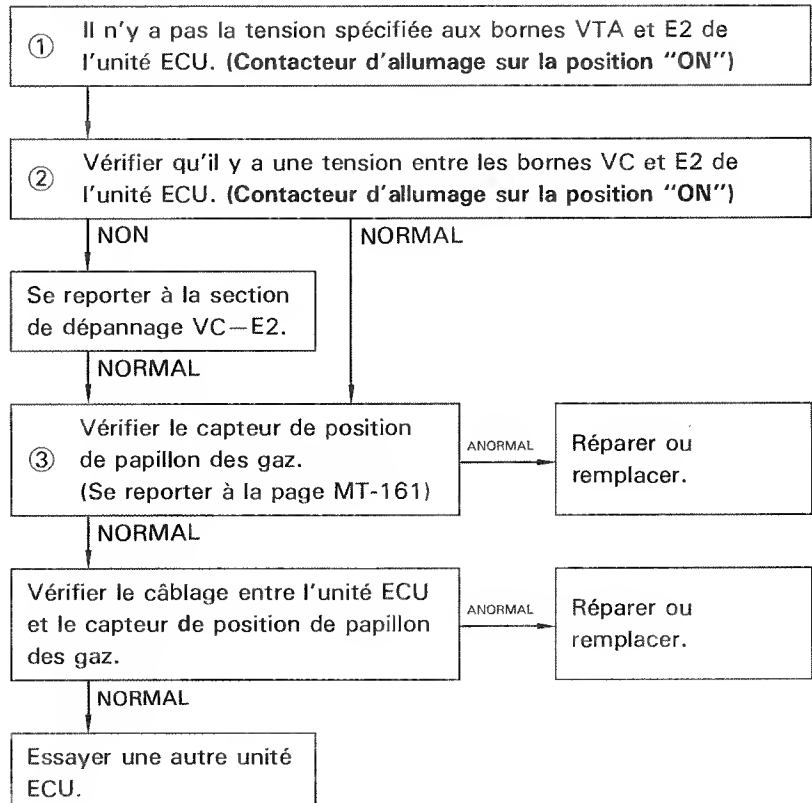 ① Il n'y a pas la tension spécifiée aux bornes VTA et E2 de
l'unité ECU. (Contacteur d'allumage sur la position "ON")
② Vérifier qu'il y a une tension entre les bornes VC et E2 de
l'unité ECU. (Contacteur d'allumage sur la position "ON")
NON NORMAL
Se reporter à la section
de dépannage VC—E2.
NORMAL
③ Vérifier le capteur de position
de papillon des gaz.
(Se reporter à la page MT-161)
ANORMAL
Réparer ou
remplacer.
NORMAL
Vérifier le câblage entre l'unité ECU
et le capteur de position de papillon
des gaz.
ANORMAL
Réparer ou
remplacer.
NORMAL
Essayer une autre unité
ECU.